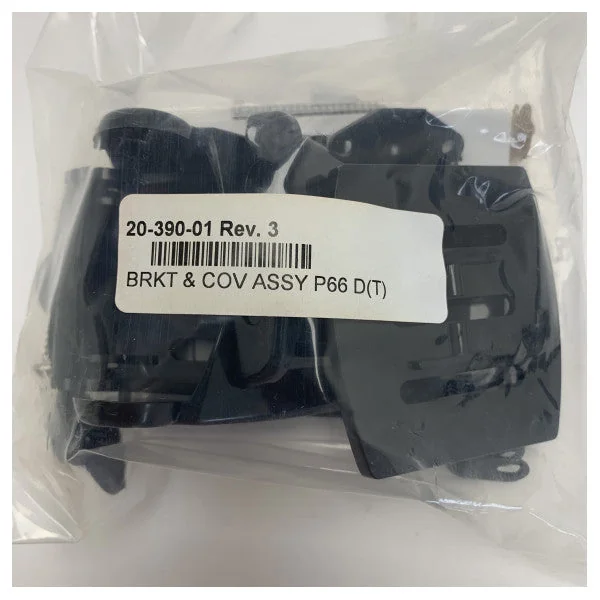 20-390-01 Rev. 3
BRKT & COV ASSY P66 D(T)